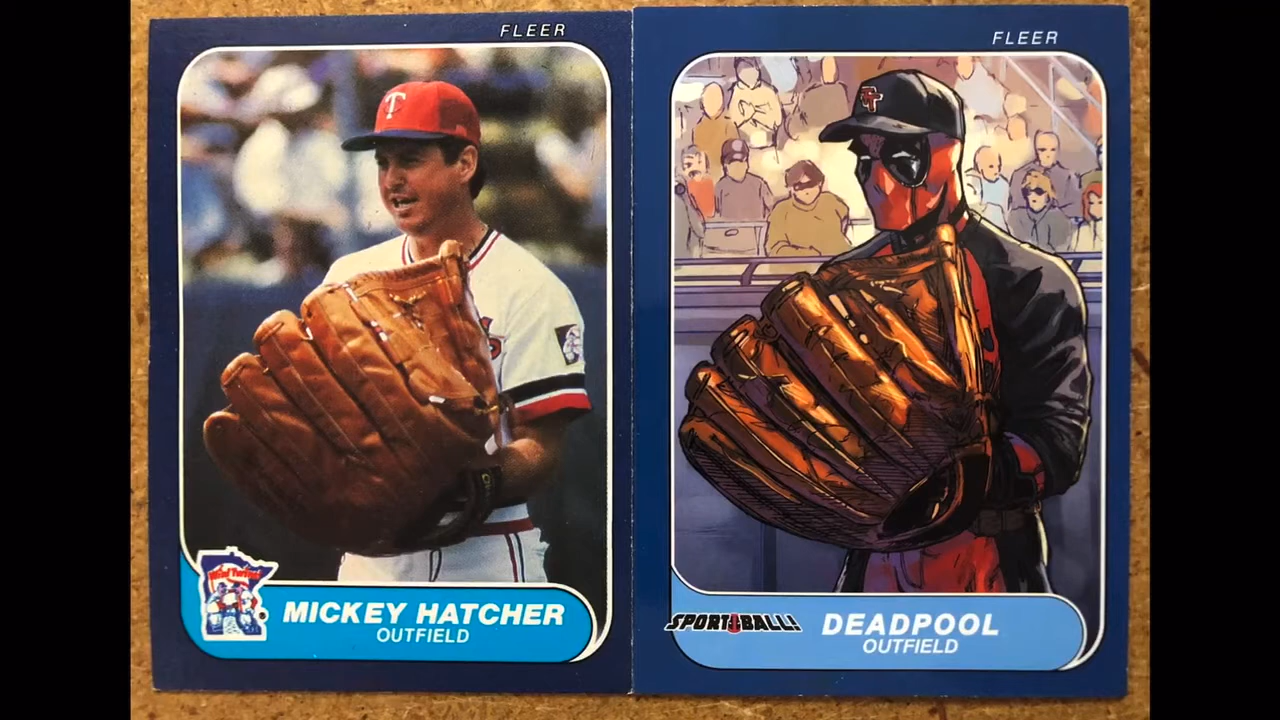 FLEER
T
MICKEY HATCHER
OUTFIELD
FLEER
SPORTBALL!
DEADPOOL
OUTFIELD